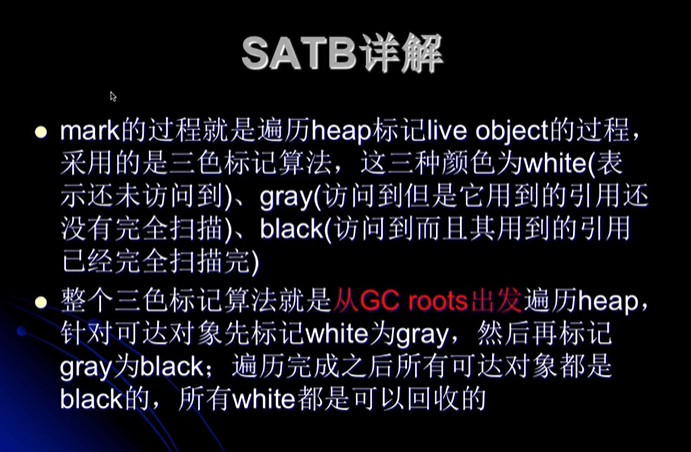 SATB详解
mark的过程就是遍历heap标记live object的过程，
采用的是三色标记算法，这三种颜色为white(表
示还未访问到)、gray(访问到但是它用到的引用还
没有完全扫描)、black(访问到而且其用到的引用
已经完全扫描完)
整个三色标记算法就是从GC roots出发遍历heap，
针对可达对象先标记white为gray，然后再标记
gray为black；遍历完成之后所有可达对象都是
black的，所有white都是可以回收的